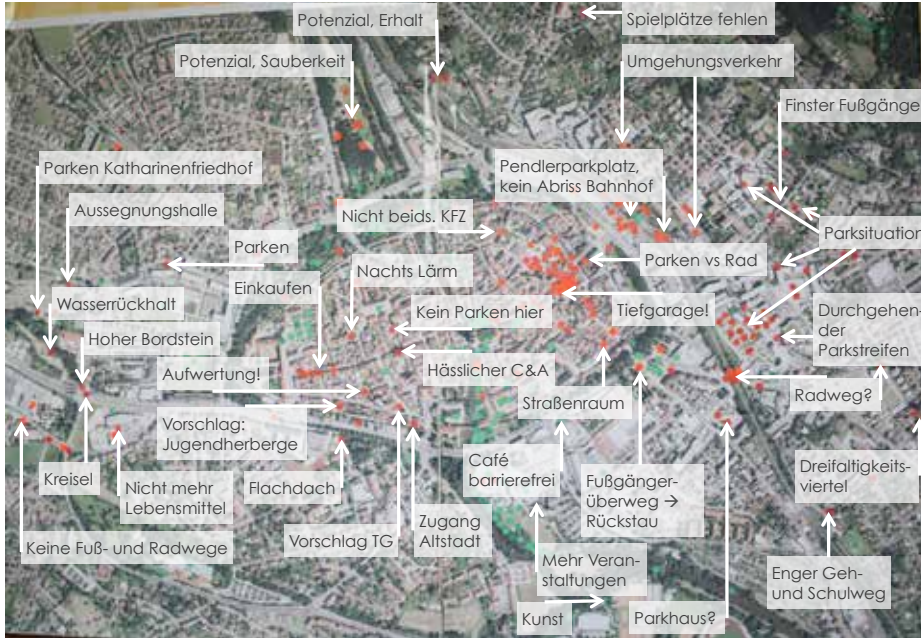 Potenzial, Erhalt
Spielplätze fehlen
Potenzial, Sauberkeit
Umgehungsverkehr
Finster Fußgänge
Parken Katharinenfriedhof
Pendlerparkplatz,
kein Abriss Bahnhof
Aussegnungshalle
Nicht beids. KFZ
Parksituation
Parken
Nachts Lärm
Parken vs Rad
Einkaufen
Wasserrückhalt
Kein Parken hier
Tiefgarage!
Durchgehen-
der
Parkstreifen
Hoher Bordstein
Aufwertung!
Hässlicher C&A
Straßenraum
Radweg?
Vorschlag:
Jugendherberge
Kreisel
Nicht mehr
Lebensmittel
Flachdach
Café
barrierefrei
Fußgänger-
überweg →
Rückstau
Dreifaltigkeits-
viertel
Keine Fuß- und Radwege
Vorschlag TG
Zugang
Altstadt
Mehr Veran-
staltungen
Enger Geh-
und Schulweg
Kunst
Parkhaus?